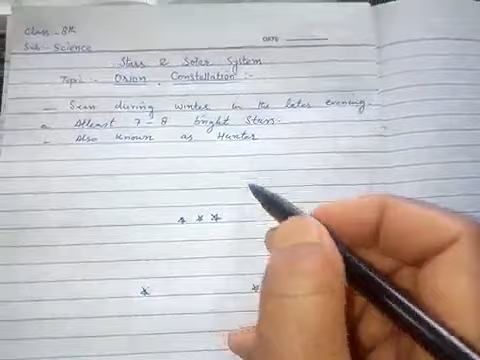 Class - 8th
Sub:- Science
DATE
Stars & Solar System
Topic :- Orion Constellation :-
- Seen during winter in the late evening.
- Atleast 7-8 bright Stars.
- Also known as Hunter